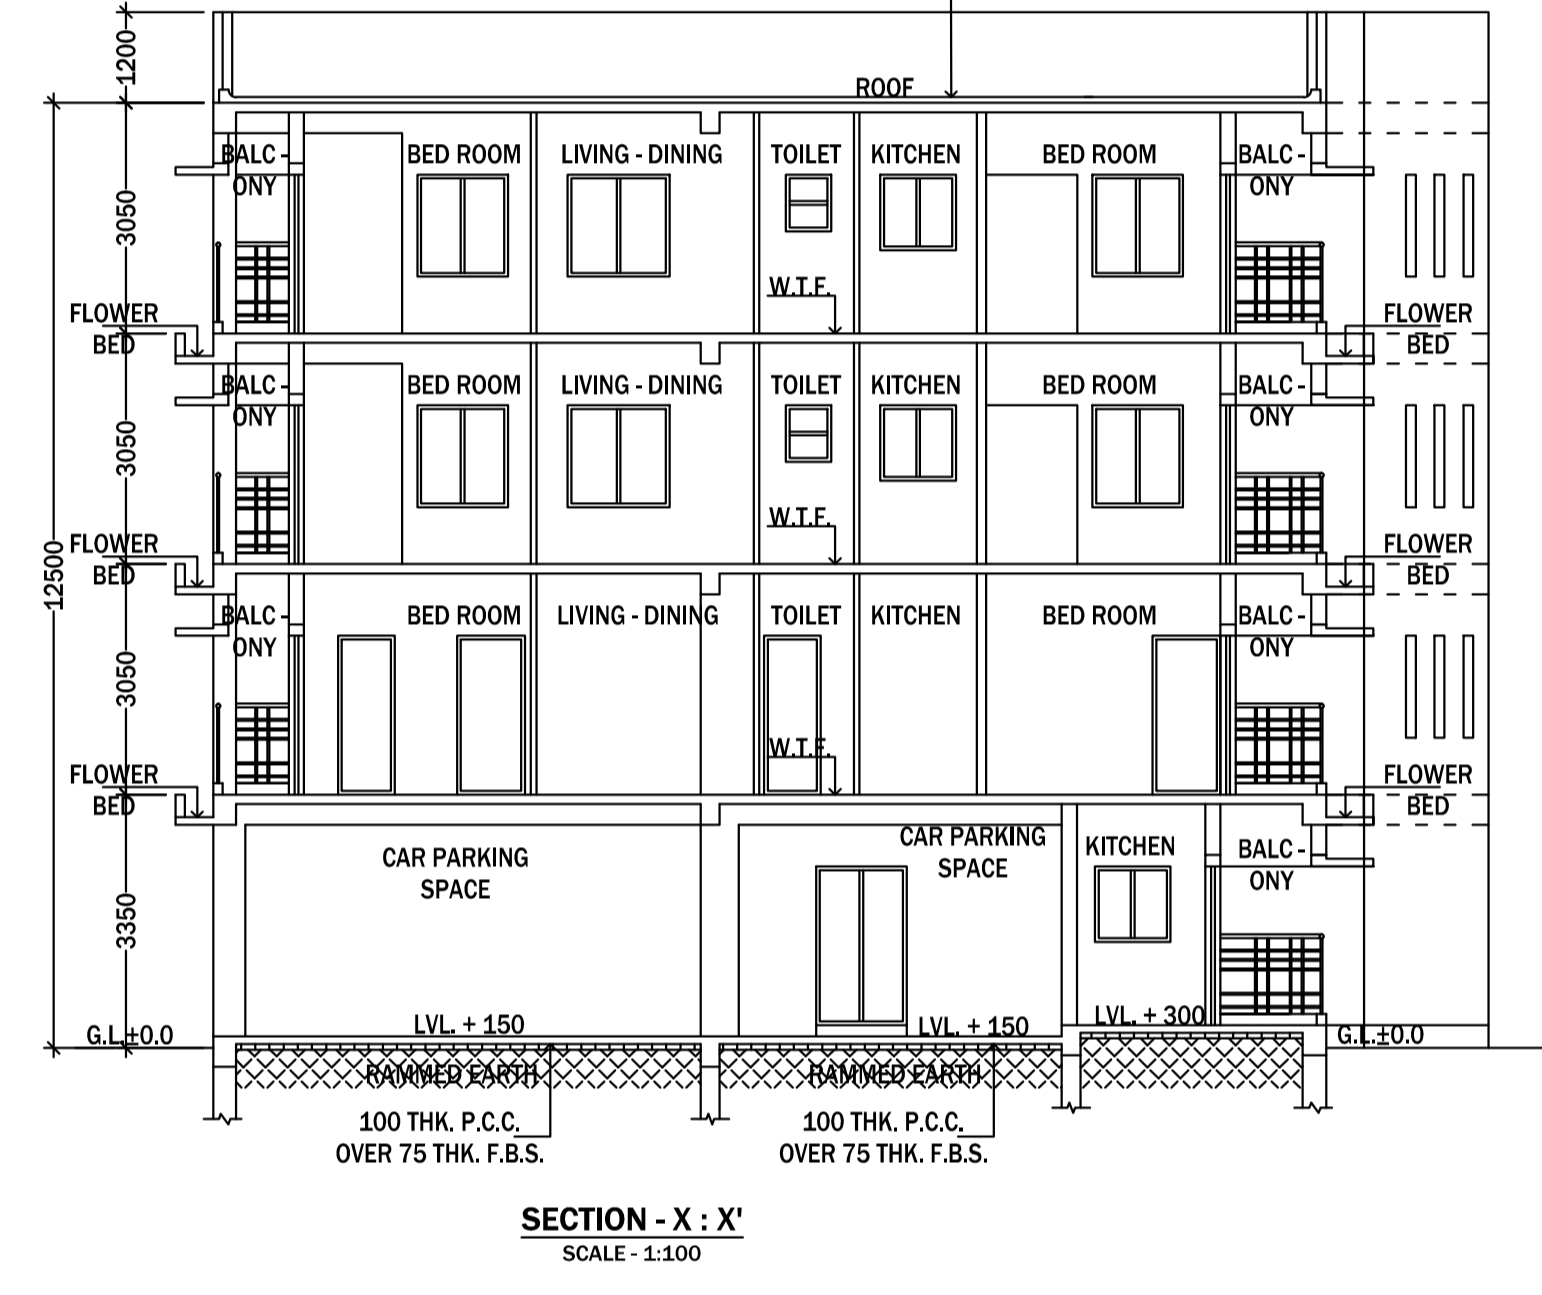 1200
ROOF
BALC - BED ROOM LIVING - DINING TOILET KITCHEN BED ROOM BALC -
ONY ONY
3050
W.T.F.
FLOWER FLOWER
BED BED
BALC - BED ROOM LIVING - DINING TOILET KITCHEN BED ROOM BALC -
ONY ONY
3050
W.T.F.
FLOWER FLOWER
BED BED
12500
BALC - BED ROOM LIVING - DINING TOILET KITCHEN BED ROOM BALC -
ONY ONY
3050
W.T.F.
FLOWER FLOWER
BED BED
CAR PARKING
SPACE
CAR PARKING
SPACE
KITCHEN
BALC -
ONY
3350
LVL. + 150
LVL. + 150
LVL. + 300
G.L.±0.0
G.L.±0.0
RAMMED EARTH
RAMMED EARTH
100 THK. P.C.C.
OVER 75 THK. F.B.S.
100 THK. P.C.C.
OVER 75 THK. F.B.S.
SECTION - X : X'
SCALE - 1:100